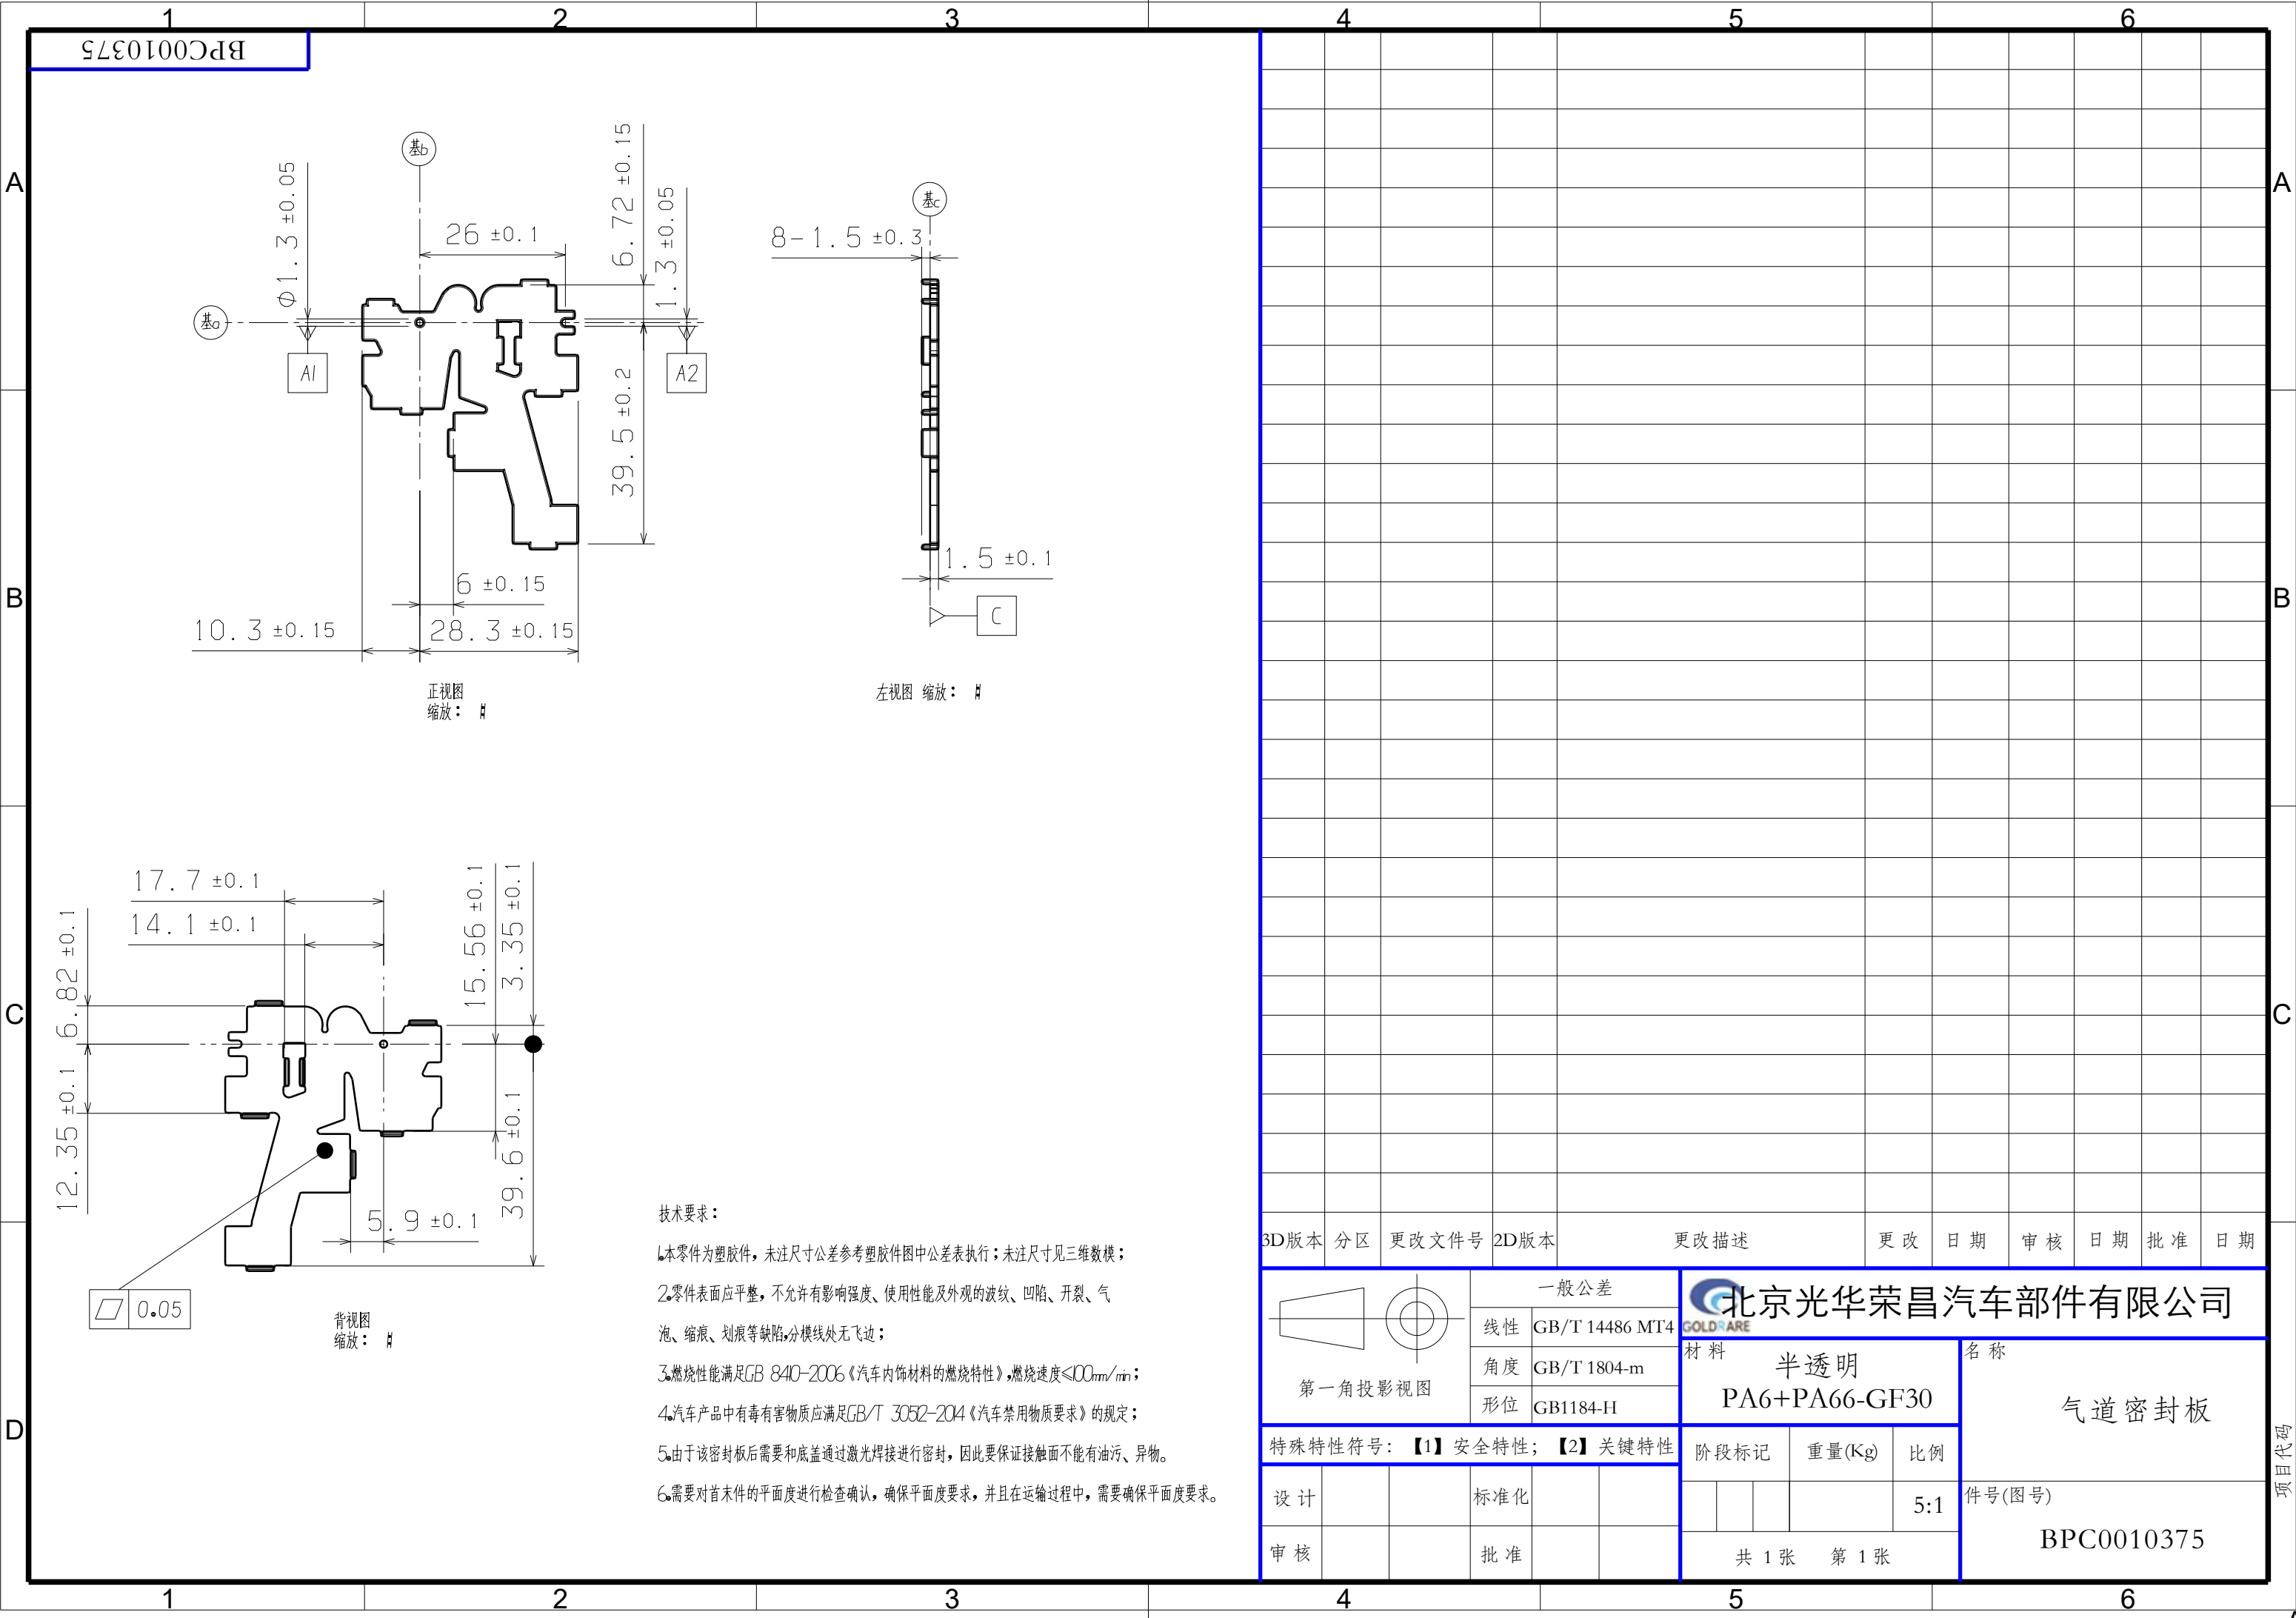 1 2 3 4 5 6
BPC0010375
A
B
C
D
基b
26 ±0.1
Φ1.3 ±0.05
6.72 ±0.15
1.3 ±0.05
基a
A1
A2
39.5 ±0.2
6 ±0.15
10.3 ±0.15
28.3 ±0.15
正视图
缩放：
基c
8-1.5 ±0.3
1.5 ±0.1
C
左视图 缩放：
17.7 ±0.1
14.1 ±0.1
6.82 ±0.1
12.35 ±0.1
15.56 ±0.1
3.35 ±0.1
39.6 ±0.1
5.9 ±0.1
0.05
背视图
缩放：
技术要求：
1.本零件为塑胶件，未注尺寸公差参考塑胶件图中公差表执行；未注尺寸见三维数模；
2.零件表面应平整，不允许有影响强度、使用性能及外观的波纹、凹陷、开裂、气
泡、缩痕、划痕等缺陷,分模线处无飞边；
3.燃烧性能满足GB 8410-2006《汽车内饰材料的燃烧特性》,燃烧速度≤100mm/min；
4.汽车产品中有毒有害物质应满足GB/T 30512-2014《汽车禁用物质要求》的规定；
5.由于该密封板后需要和底盖通过激光焊接进行密封，因此要保证接触面不能有油污、异物。
6.需要对首末件的平面度进行检查确认，确保平面度要求，并且在运输过程中，需要确保平面度要求。
3D版本 分区 更改文件号 2D版本 更改描述 更改 日期 审核 日期 批准 日期
第一角投影视图
一般公差
线性 GB/T 14486 MT4
角度 GB/T 1804-m
形位 GB1184-H
特殊特性符号：【1】安全特性；【2】关键特性
设计 标准化
审核 批准
GOLDRARE
北京光华荣昌汽车部件有限公司
材料
半透明
PA6+PA66-GF30
名称
气道密封板
阶段标记 重量(Kg) 比例
5:1
共 1 张 第 1 张
件号(图号)
BPC0010375
项目代码
A
B
C
D
1 2 3 4 5 6